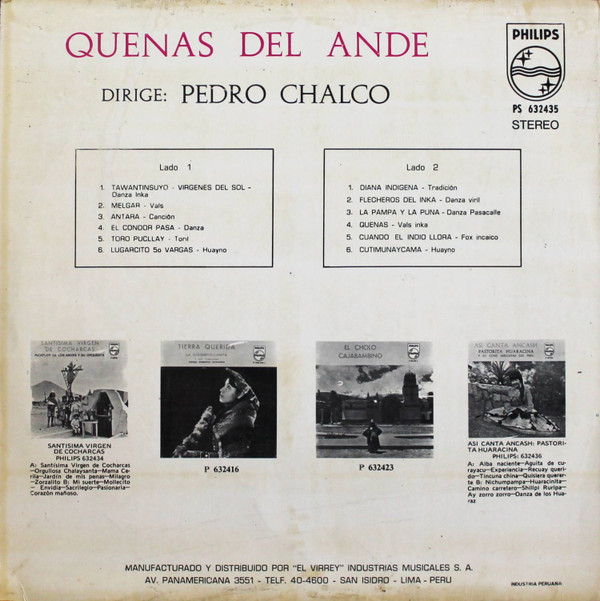 QUENAS DEL ANDE
DIRIGE: PEDRO CHALCO
PHILIPS
PS 632435
STEREO
Lado 1
1. TAWANTINSUYO - VIRGENES DEL SOL -
Danza Inka
2. MELGAR - Vals
3. ANTARA - Canción
4. EL CONDOR PASA - Danza
5. TORO PUCLLAY - Toril
6. LUGARCITO 5o VARGAS - Huayno
Lado 2
1. DIANA INDIGENA - Tradición
2. FLECHEROS DEL INKA - Danza viril
3. LA PAMPA Y LA PUNA - Danza Pasacalle
4. QUENAS - Vals inka
5. CUANDO EL INDIO LLORA - Fox incaico
6. CUTIMUNAYCAMA - Huayno
SANTISIMA VIRGEN
DE COCHARCAS
TIERRA QUERIDA
EL CHOLO
CAJABAMBINO
ASI CANTA ANCASH
PASTORITA HUARACINA
SANTISIMA VIRGEN
DE COCHARCAS
PHILIPS 632434
A: Santísima Virgen de Cocharcas
—Orgullosa Chalaysanta—Mama Ca-
rilla—Jardín de mis penas—Milagro
—Zorzalito B: Mi suerte—Mollecito
— Envidia—Sacrilegio—Pasionaria—
Corazón mañoso.
P 632416
P 632423
ASI CANTA ANCASH: PASTORI-
TA HUARACINA
PHILIPS: 632436
A: Alba naciente—Aguita de cu-
rayacu—Experiencia—Recuay queri-
do—Tincuna china—Quisiera querer-
te B: Nichumpampa—Huaracinita—
Camino carretero—Shilipi Ruripa—
Ay zorro zorro—Danza de los Hua-
raz
MANUFACTURADO Y DISTRIBUIDO POR "EL VIRREY" INDUSTRIAS MUSICALES S. A.
AV. PANAMERICANA 3551 - TELF. 40-4600 - SAN ISIDRO - LIMA - PERU
INDUSTRIA PERUANA